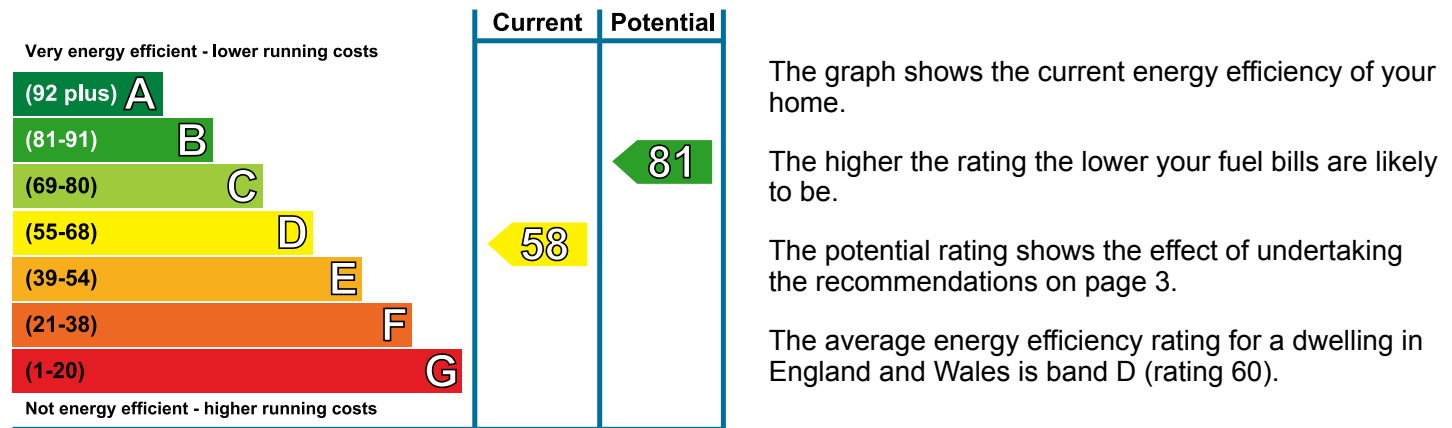 Current Potential
Very energy efficient - lower running costs
(92 plus) A
(81-91) B
(69-80) C
(55-68) D
(39-54) E
(21-38) F
(1-20) G
Not energy efficient - higher running costs
58
81
The graph shows the current energy efficiency of your
home.
The higher the rating the lower your fuel bills are likely
to be.
The potential rating shows the effect of undertaking
the recommendations on page 3.
The average energy efficiency rating for a dwelling in
England and Wales is band D (rating 60).